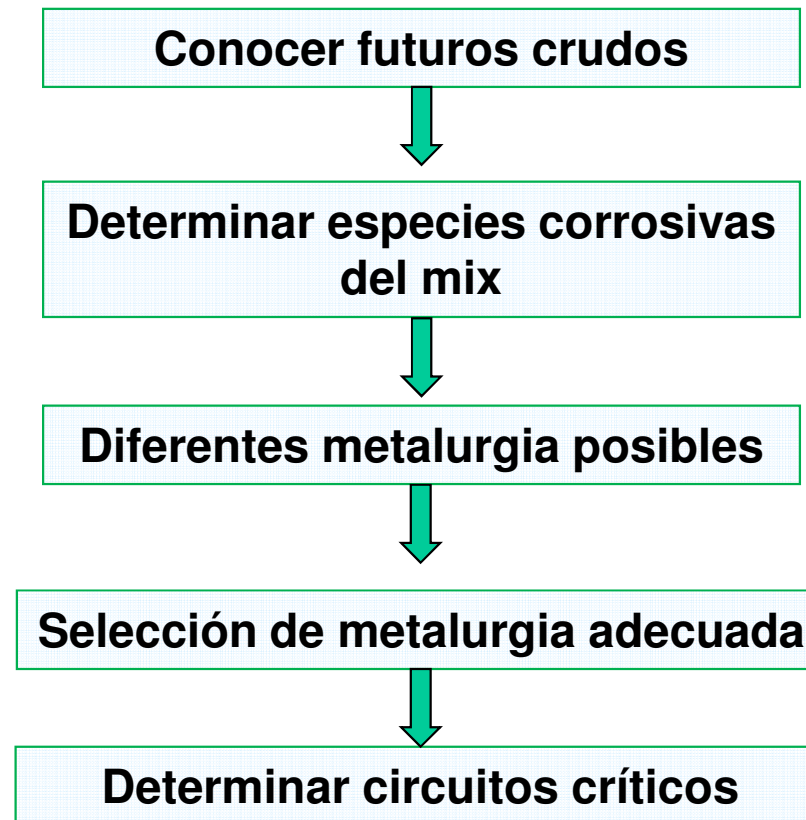 Conocer futuros crudos
Determinar especies corrosivas
del mix
Diferentes metalurgia posibles
Selección de metalurgia adecuada
Determinar circuitos críticos